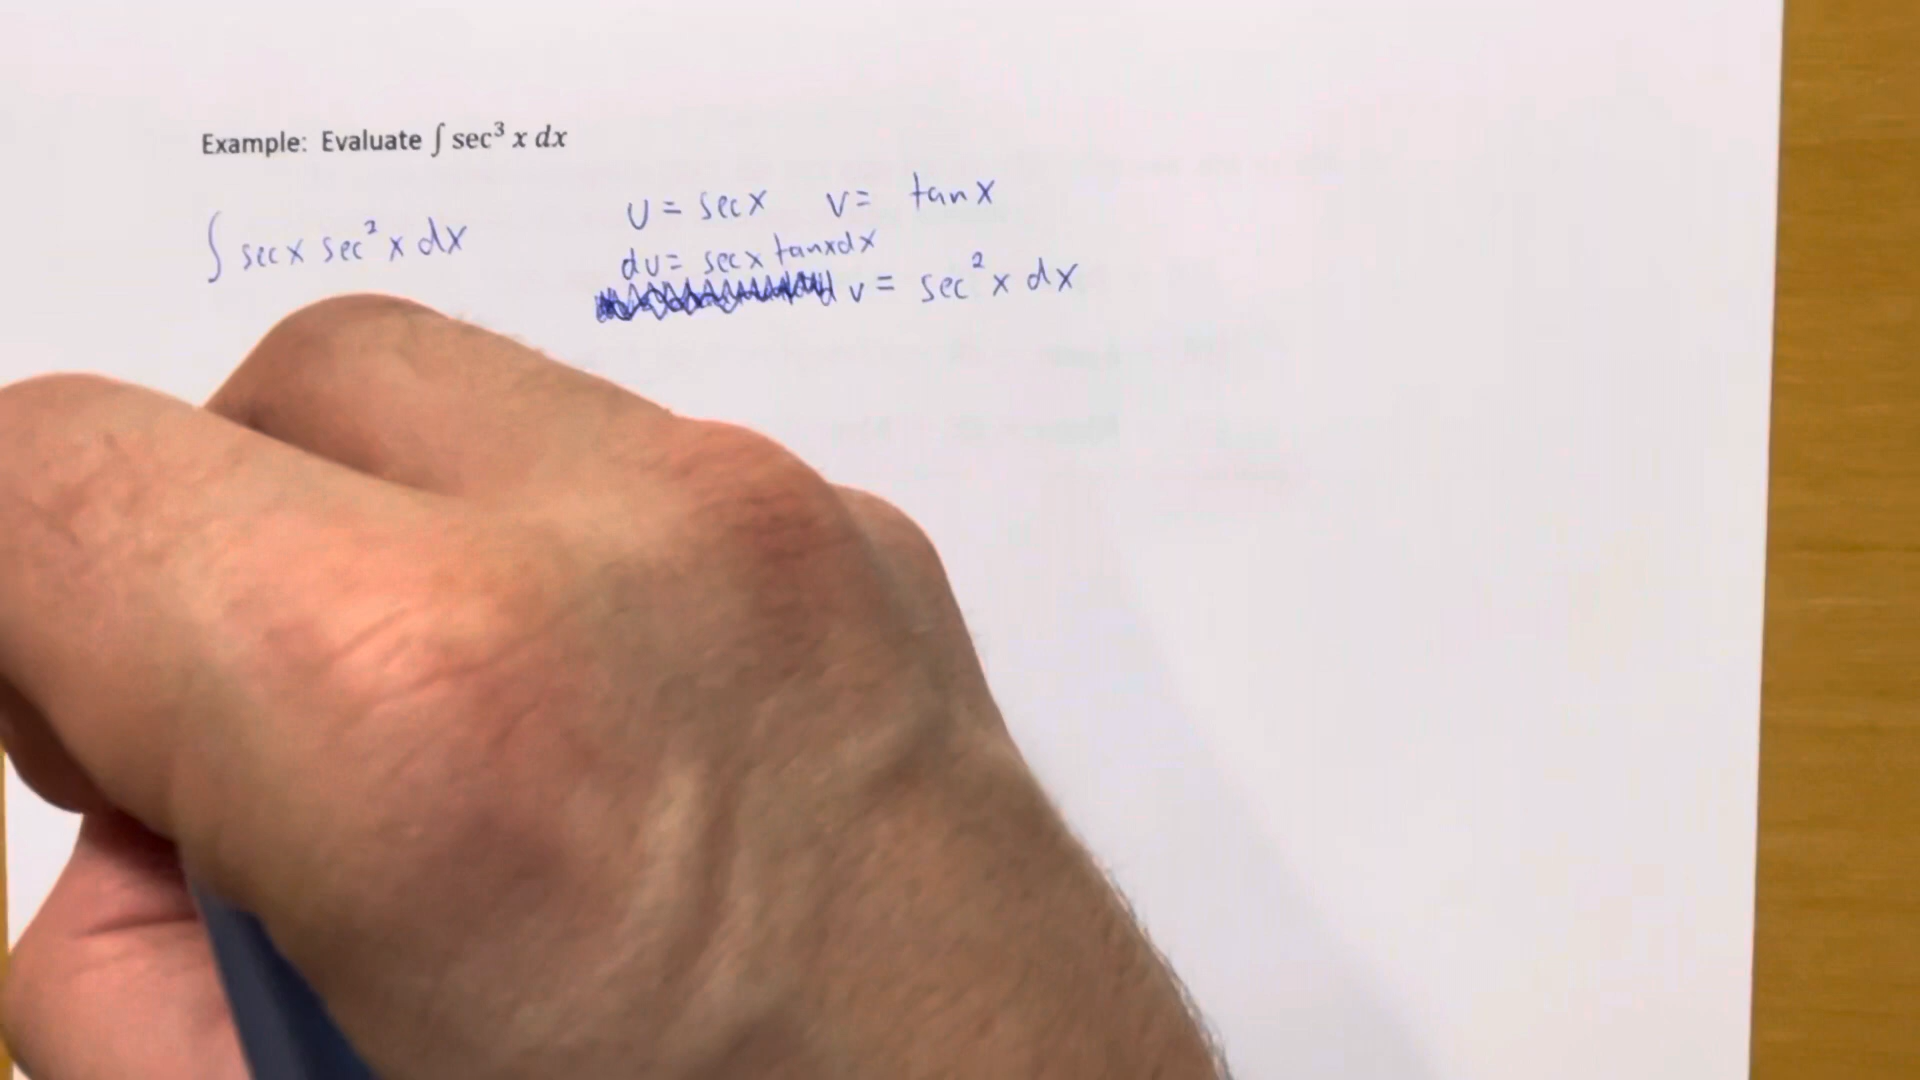 Example: Evaluate ∫ sec³ x dx
∫ sec x sec² x dx
u = sec x v = tan x
du = sec x tan x dx
dv = sec² x dx